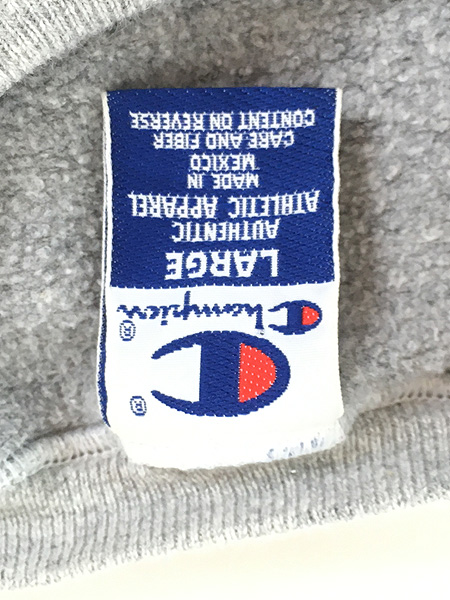 ®
Champion®
LARGE
AUTHENTIC
ATHLETIC APPAREL
MADE IN
MEXICO
CARE AND FIBER
CONTENT ON REVERSE